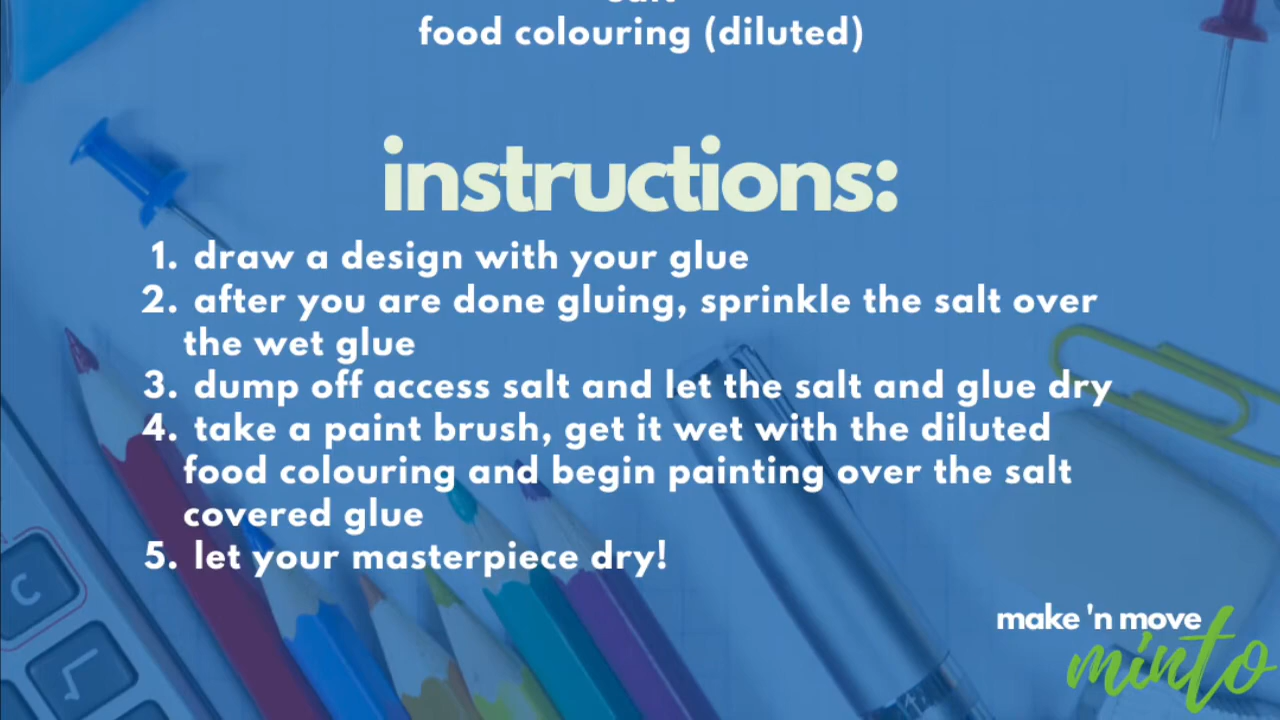 food colouring (diluted)
instructions:
1. draw a design with your glue
2. after you are done gluing, sprinkle the salt over
the wet glue
3. dump off access salt and let the salt and glue dry
4. take a paint brush, get it wet with the diluted
food colouring and begin painting over the salt
covered glue
5. let your masterpiece dry!
C
√
make 'n move
minto